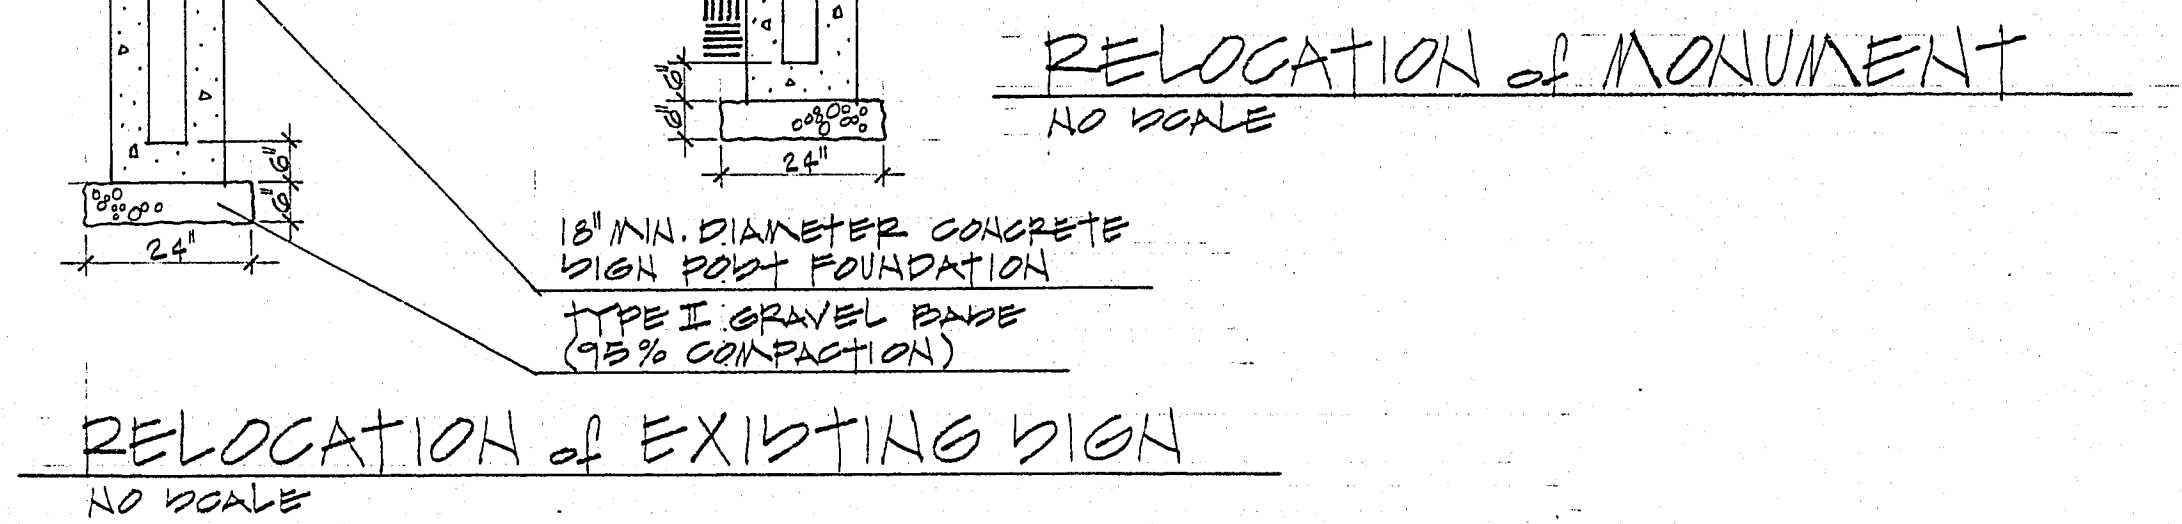 RELOCATION of MONUMENT
NO SCALE
6"
6"
24"
6"
6"
24"
18" MIN. DIAMETER CONCRETE
SIGN POST FOUNDATION
TYPE II GRAVEL BASE
(95% COMPACTION)
RELOCATION of EXISTING SIGN
NO SCALE